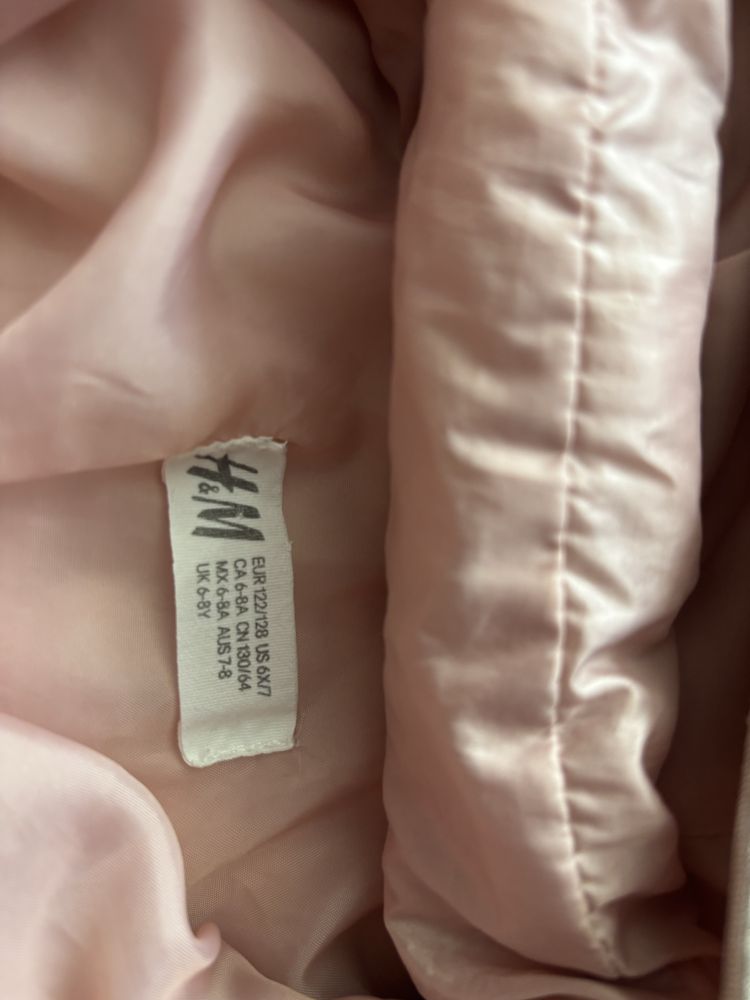 H&M
EUR 122/128 US 6X/7
CA 6-8A CN 130/64
MX 6-8A AUS 7-8
UK 6-8Y